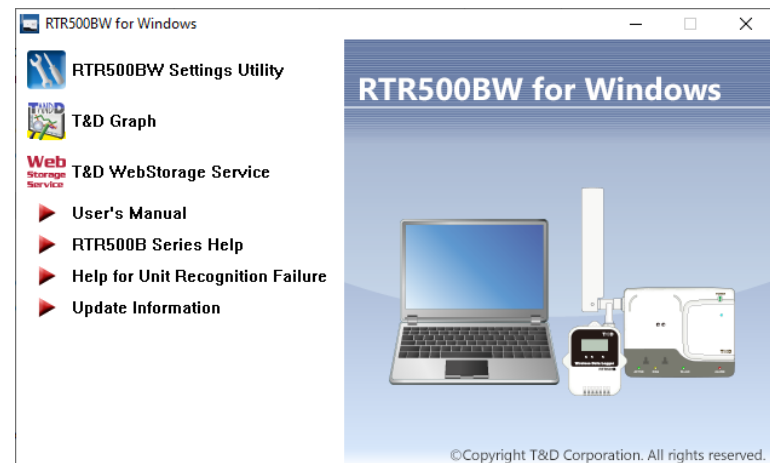 RTR500BW for Windows
RTR500BW Settings Utility
RTR500BW for Windows
TANDD
T&D Graph
Web
Storage
Service
T&D WebStorage Service
User's Manual
RTR500B Series Help
Help for Unit Recognition Failure
Update Information
©Copyright T&D Corporation. All rights reserved.